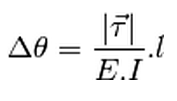 Δθ = |τ⃗| / E.I .l